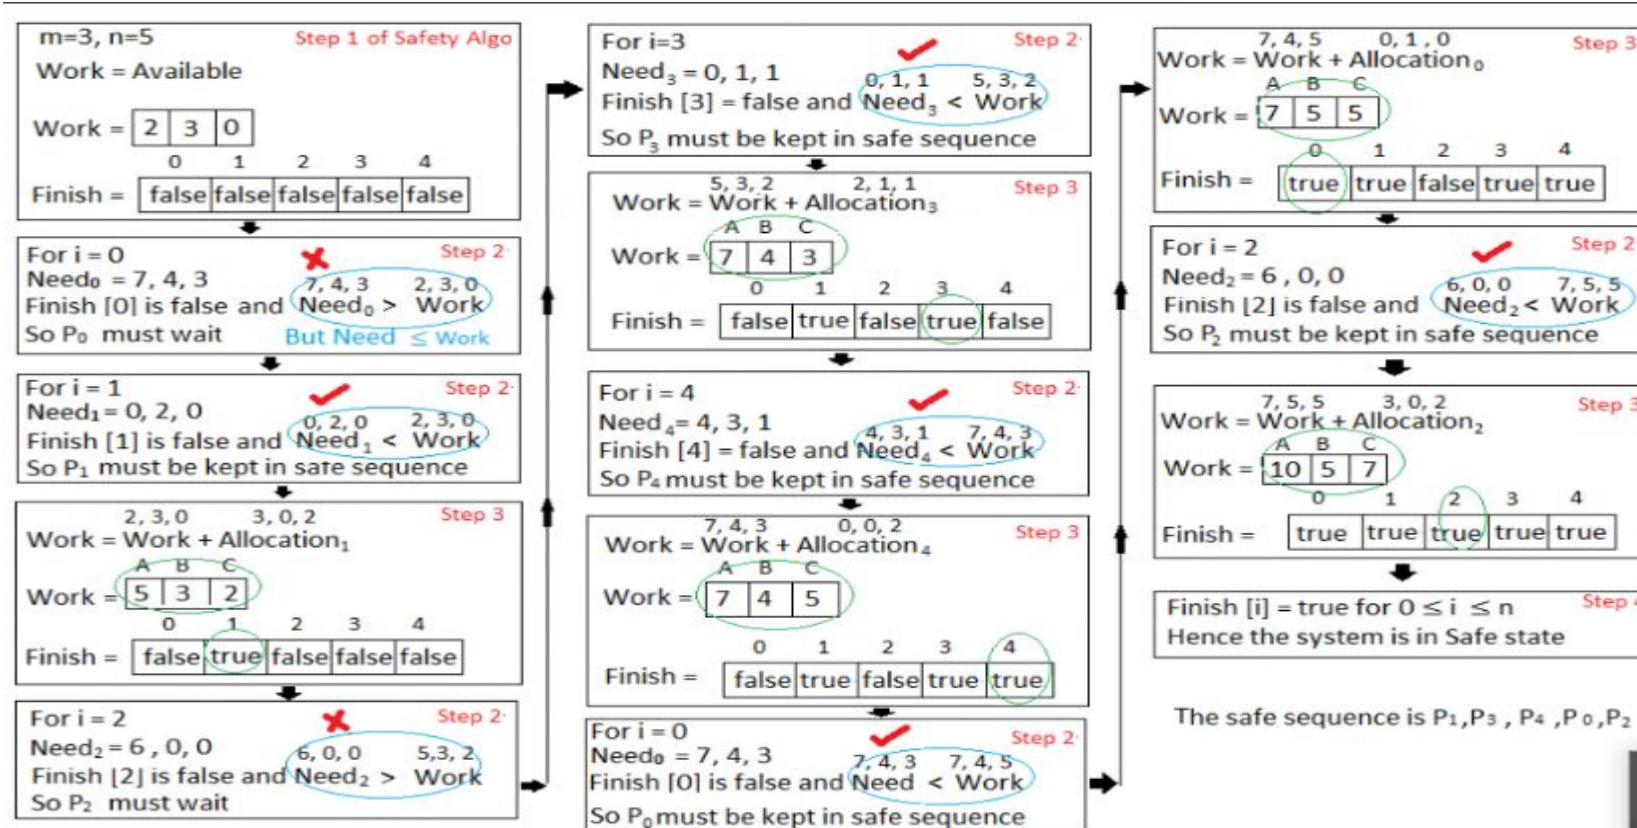 m=3, n=5 Step 1 of Safety Algo
Work = Available
Work = 2 3 0
0 1 2 3 4
Finish = false false false false false
For i = 0 Step 2
Need₀ = 7, 4, 3 7, 4, 3 2, 3, 0
Finish [0] is false and Need₀ > Work
So P₀ must wait But Need ≤ Work
For i = 1 Step 2
Need₁ = 0, 2, 0 0, 2, 0 2, 3, 0
Finish [1] is false and Need₁ < Work
So P₁ must be kept in safe sequence
2, 3, 0 3, 0, 2 Step 3
Work = Work + Allocation₁
A B C
Work = 5 3 2
0 1 2 3 4
Finish = false true false false false
For i = 2 Step 2
Need₂ = 6 , 0, 0 6, 0, 0 5,3, 2
Finish [2] is false and Need₂ > Work
So P₂ must wait
For i=3 Step 2
Need₃ = 0, 1, 1 0, 1, 1 5, 3, 2
Finish [3] = false and Need₃ < Work
So P₃ must be kept in safe sequence
5, 3, 2 2, 1, 1 Step 3
Work = Work + Allocation₃
A B C
Work = 7 4 3
0 1 2 3 4
Finish = false true false true false
For i = 4 Step 2
Need₄= 4, 3, 1 4, 3, 1 7, 4, 3
Finish [4] = false and Need₄ < Work
So P₄ must be kept in safe sequence
7, 4, 3 0, 0, 2 Step 3
Work = Work + Allocation₄
A B C
Work = 7 4 5
0 1 2 3 4
Finish = false true false true true
For i = 0 Step 2
Need₀ = 7, 4, 3 7, 4, 3 7, 4, 5
Finish [0] is false and Need < Work
So P₀ must be kept in safe sequence
7, 4, 5 0, 1 , 0 Step 3
Work = Work + Allocation₀
A B C
Work = 7 5 5
0 1 2 3 4
Finish = true true false true true
For i = 2 Step 2
Need₂ = 6 , 0, 0 6, 0, 0 7, 5, 5
Finish [2] is false and Need₂ < Work
So P₂ must be kept in safe sequence
7, 5, 5 3, 0, 2 Step 3
Work = Work + Allocation₂
A B C
Work = 10 5 7
0 1 2 3 4
Finish = true true true true true
Finish [i] = true for 0 ≤ i ≤ n Step 4
Hence the system is in Safe state
The safe sequence is P₁,P₃ , P₄ ,P₀ ,P₂